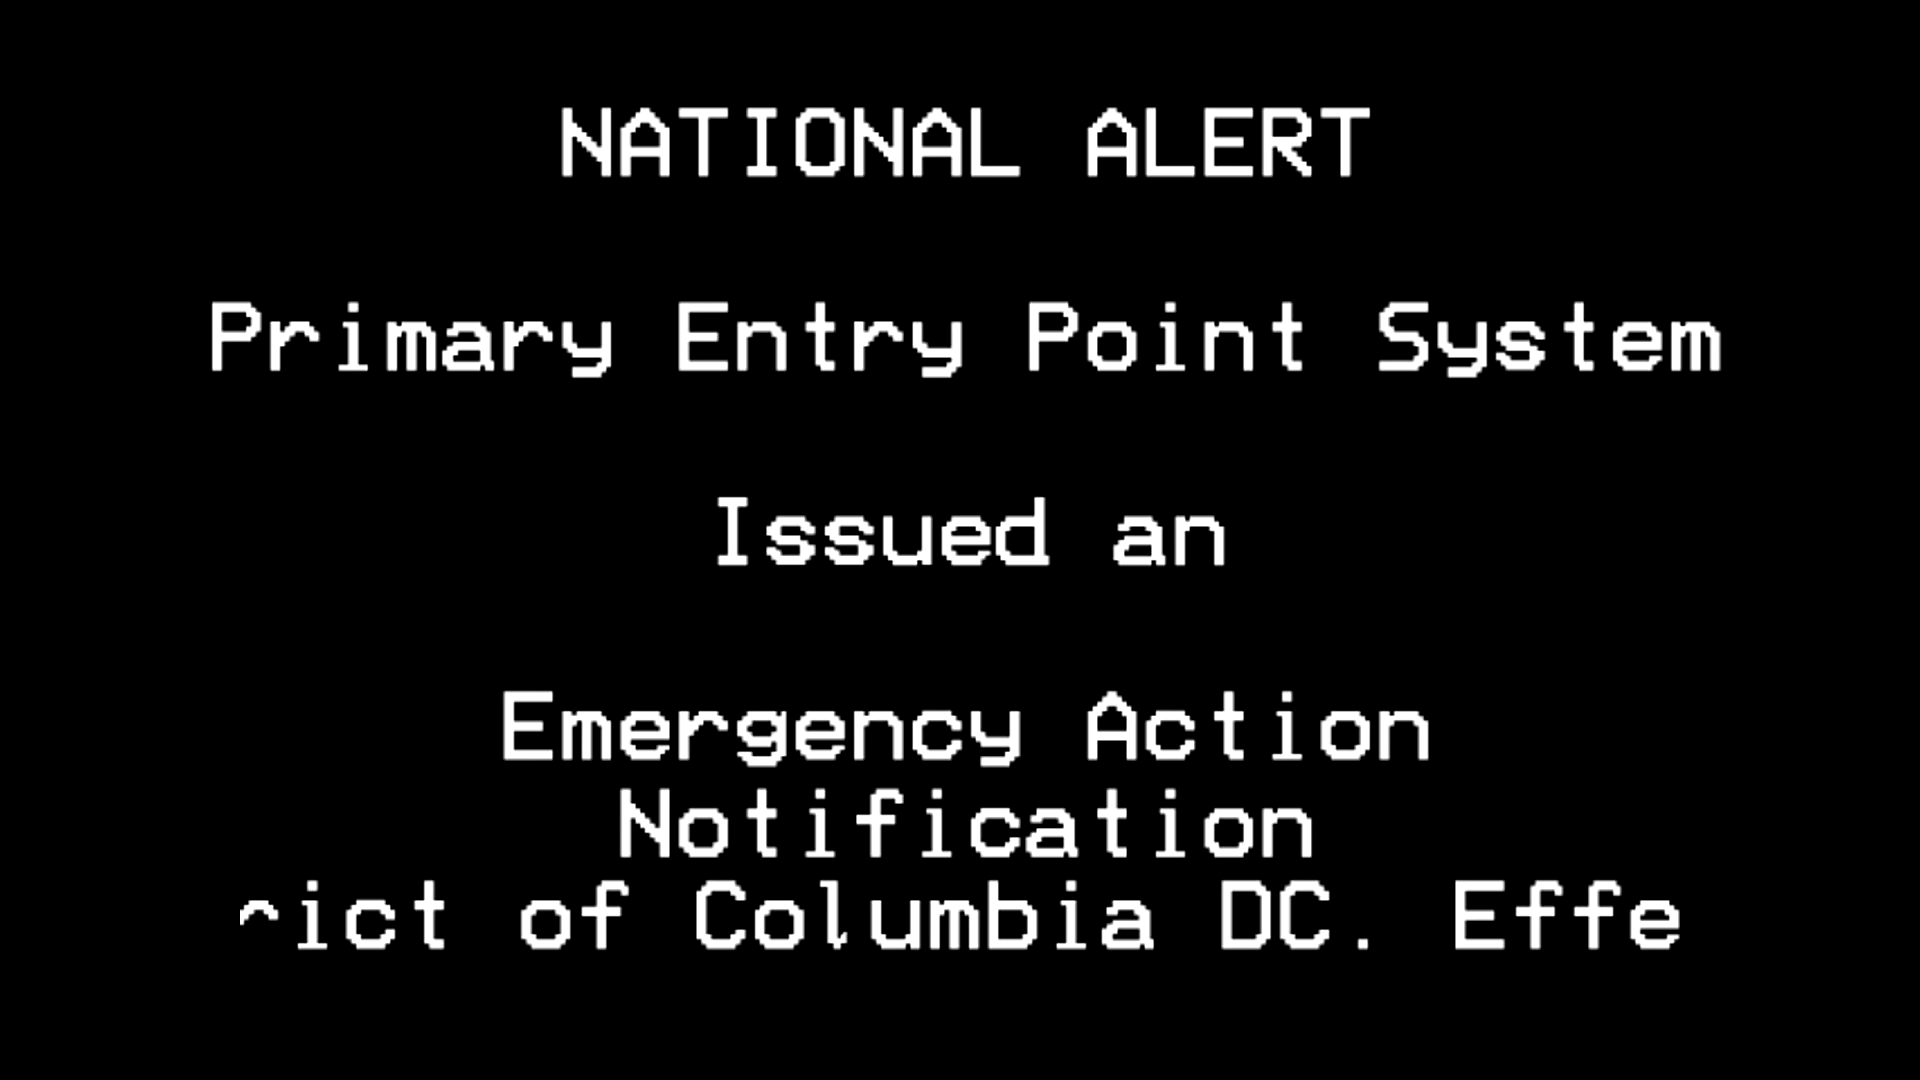 NATIONAL ALERT
Primary Entry Point System
Issued an
Emergency Action
Notification
ict of Columbia DC. Effe